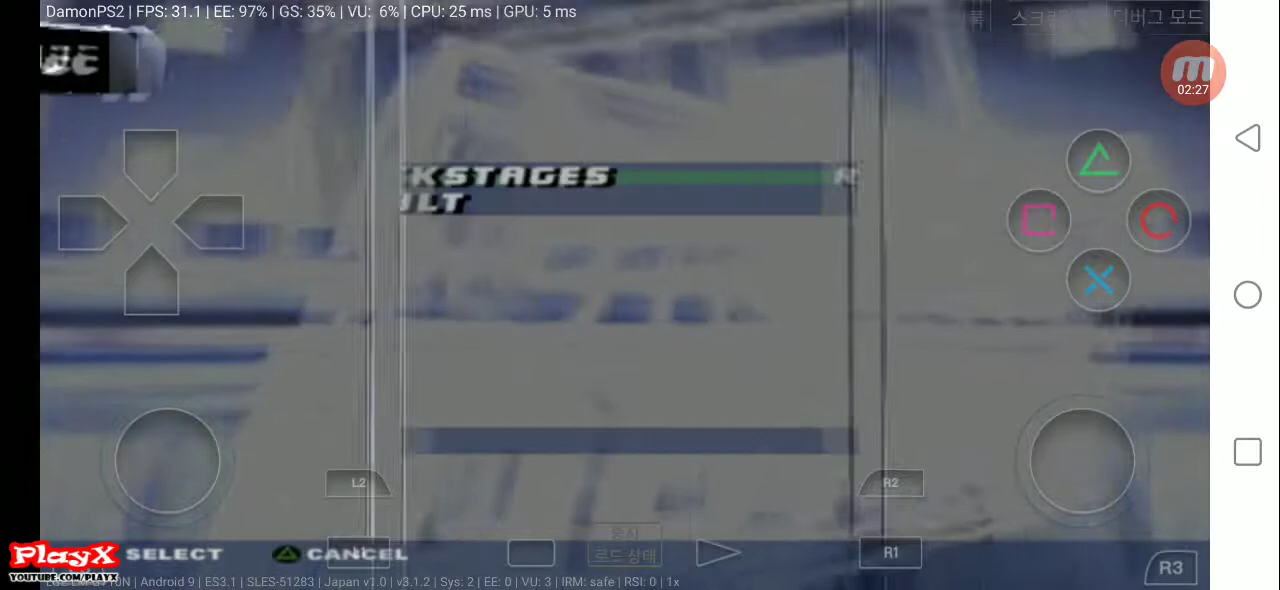 DamonPS2 | FPS: 31.1 | EE: 97% | GS: 35% | VU: 6% | CPU: 25 ms | GPU: 5 ms
디버그 모드
02:27
KSTAGES
ILT
L2
R2
로드 상태
R1
R3
PlayX SELECT CANCEL
YOUTUBE.COM/PLAYX
Android 9 | ES3.1 | SLES-51283 | Japan v1.0 | v3.1.2 | Sys: 2 | EE: 0 | VU: 3 | IRM: safe | RSI: 0 | 1x